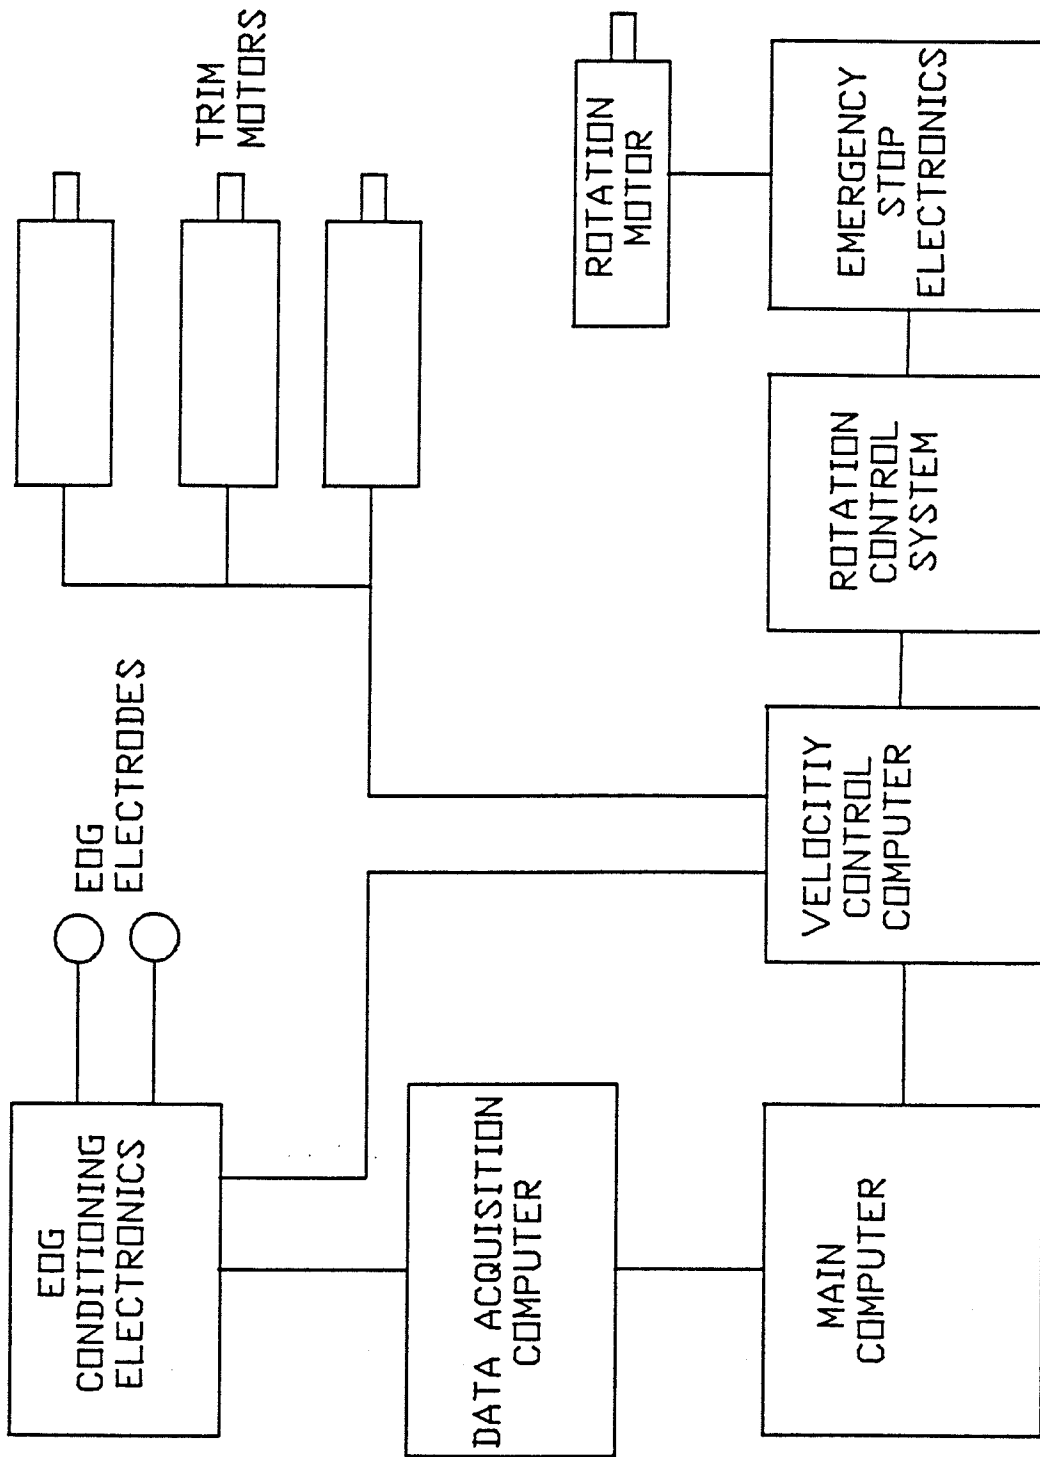 EOG
CONDITIONING
ELECTRONICS
EOG
ELECTRODES
TRIM
MOTORS
DATA ACQUISITION
COMPUTER
ROTATION
MOTOR
MAIN
COMPUTER
VELOCITIY
CONTROL
COMPUTER
ROTATION
CONTROL
SYSTEM
EMERGENCY
STOP
ELECTRONICS